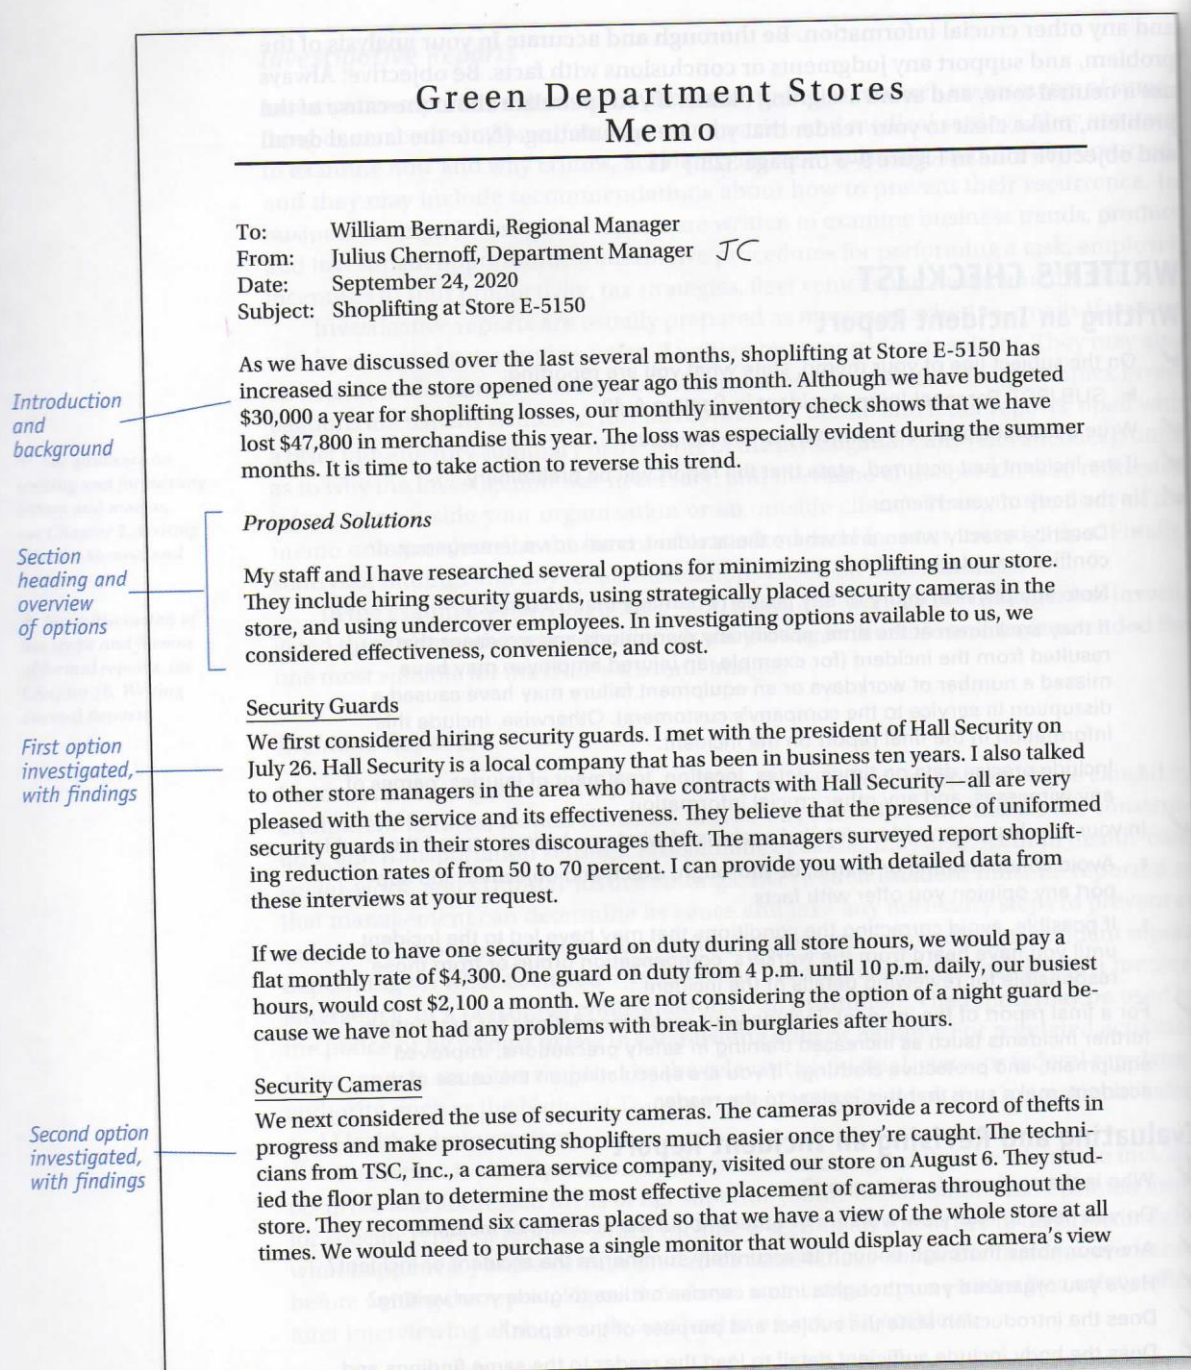 Green Department Stores
Memo
To: William Bernardi, Regional Manager
From: Julius Chernoff, Department Manager JC
Date: September 24, 2020
Subject: Shoplifting at Store E-5150
As we have discussed over the last several months, shoplifting at Store E-5150 has
increased since the store opened one year ago this month. Although we have budgeted
$30,000 a year for shoplifting losses, our monthly inventory check shows that we have
lost $47,800 in merchandise this year. The loss was especially evident during the summer
months. It is time to take action to reverse this trend.
Introduction
and
background
Proposed Solutions
My staff and I have researched several options for minimizing shoplifting in our store.
They include hiring security guards, using strategically placed security cameras in the
store, and using undercover employees. In investigating options available to us, we
considered effectiveness, convenience, and cost.
Section
heading and
overview
of options
Security Guards
We first considered hiring security guards. I met with the president of Hall Security on
July 26. Hall Security is a local company that has been in business ten years. I also talked
to other store managers in the area who have contracts with Hall Security—all are very
pleased with the service and its effectiveness. They believe that the presence of uniformed
security guards in their stores discourages theft. The managers surveyed report shoplift-
ing reduction rates of from 50 to 70 percent. I can provide you with detailed data from
these interviews at your request.
First option
investigated,
with findings
If we decide to have one security guard on duty during all store hours, we would pay a
flat monthly rate of $4,300. One guard on duty from 4 p.m. until 10 p.m. daily, our busiest
hours, would cost $2,100 a month. We are not considering the option of a night guard be-
cause we have not had any problems with break-in burglaries after hours.
Security Cameras
We next considered the use of security cameras. The cameras provide a record of thefts in
progress and make prosecuting shoplifters much easier once they're caught. The techni-
cians from TSC, Inc., a camera service company, visited our store on August 6. They stud-
ied the floor plan to determine the most effective placement of cameras throughout the
store. They recommend six cameras placed so that we have a view of the whole store at all
times. We would need to purchase a single monitor that would display each camera's view
Second option
investigated,
with findings